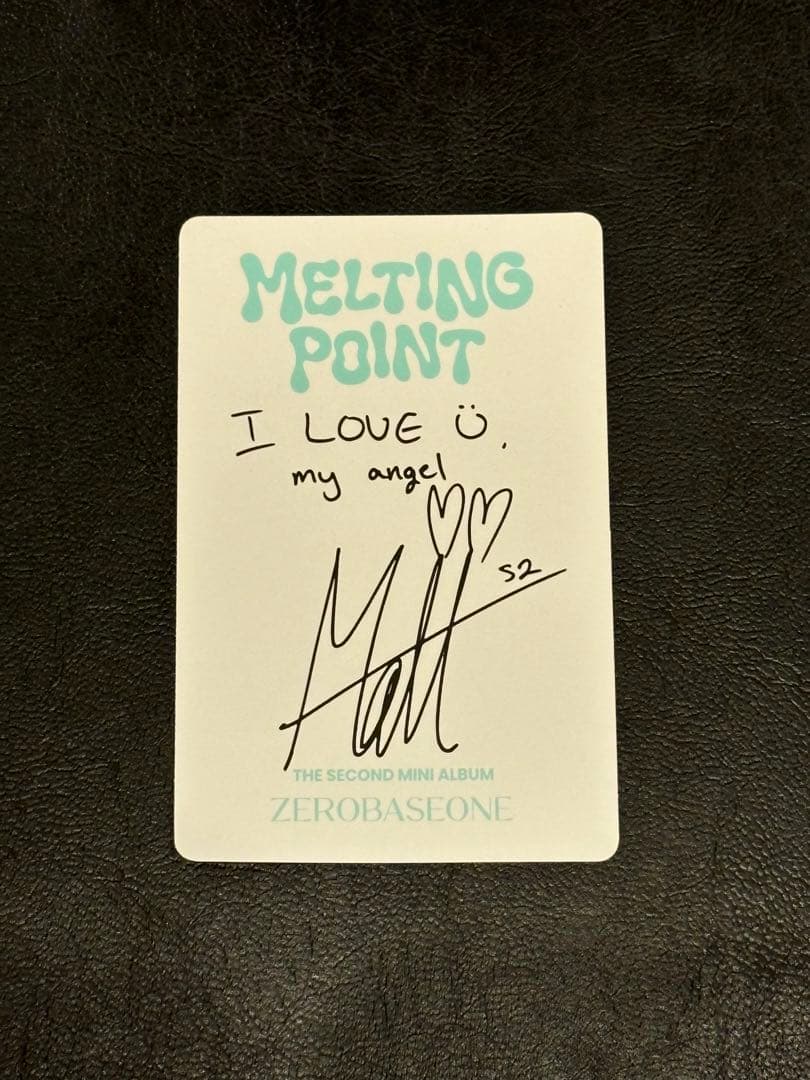 MELTING
POINT
I LOVE Ü,
my angel
Matt
S2
THE SECOND MINI ALBUM
ZEROBASEONE